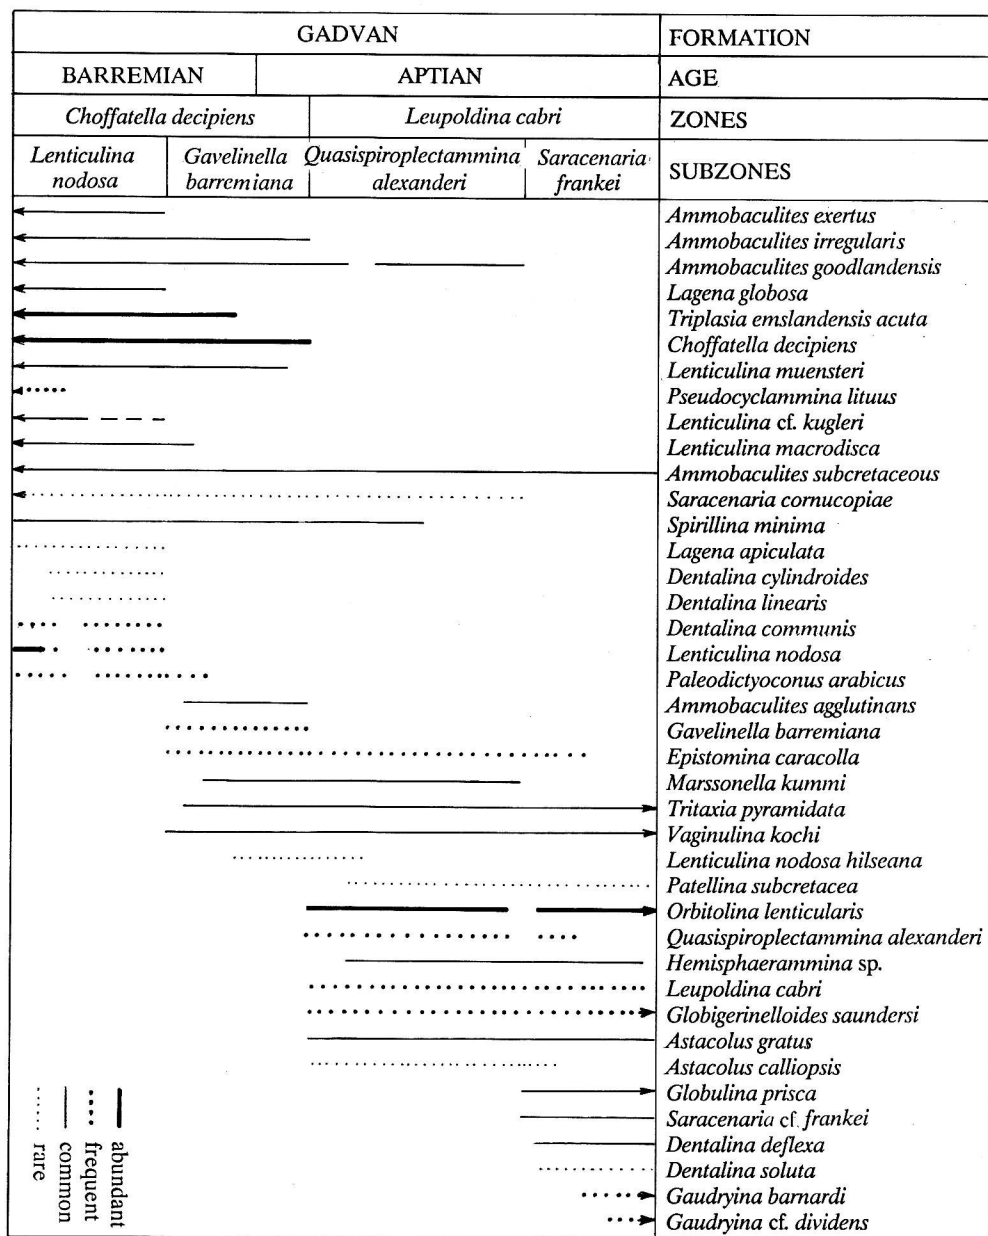 GADVAN FORMATION
BARREMIAN APTIAN AGE
Choffatella decipiens Leupoldina cabri ZONES
Lenticulina Gavelinella Quasispiroplectammina Saracenaria SUBZONES
nodosa barremiana alexanderi frankei
Ammobaculites exertus
Ammobaculites irregularis
Ammobaculites goodlandensis
Lagena globosa
Triplasia emslandensis acuta
Choffatella decipiens
Lenticulina muensteri
Pseudocyclammina lituus
Lenticulina cf. kugleri
Lenticulina macrodisca
Ammobaculites subcretaceous
Saracenaria cornucopiae
Spirillina minima
Lagena apiculata
Dentalina cylindroides
Dentalina linearis
Dentalina communis
Lenticulina nodosa
Paleodictyoconus arabicus
Ammobaculites agglutinans
Gavelinella barremiana
Epistomina caracolla
Marssonella kummi
Tritaxia pyramidata
Vaginulina kochi
Lenticulina nodosa hilseana
Patellina subcretacea
Orbitolina lenticularis
Quasispiroplectammina alexanderi
Hemisphaerammina sp.
Leupoldina cabri
Globigerinelloides saundersi
Astacolus gratus
Astacolus calliopsis
Globulina prisca
Saracenaria cf. frankei
Dentalina deflexa
Dentalina soluta
Gaudryina barnardi
Gaudryina cf. dividens
abundant
frequent
common
rare